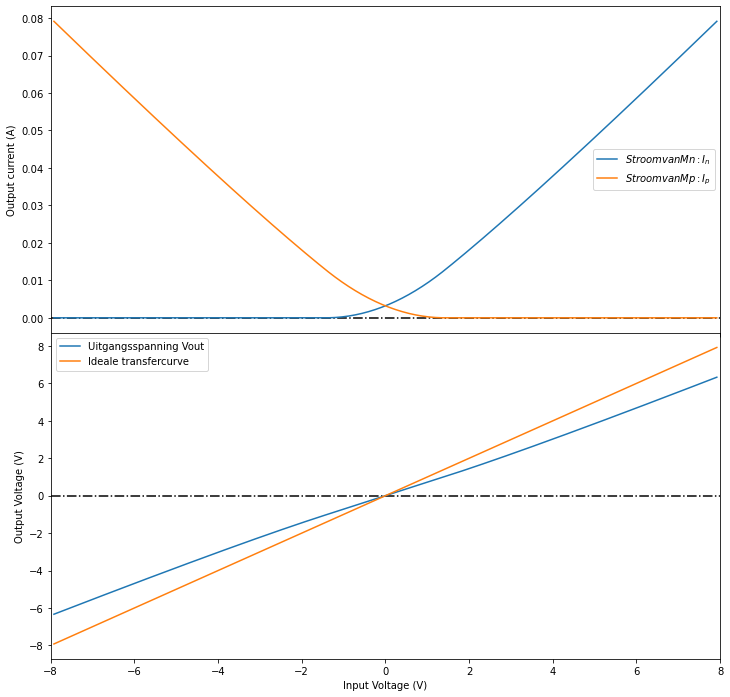 0.08
0.07
0.06
0.05
0.04
0.03
0.02
0.01
0.00
Output current (A)
StroomvanMn : Iₙ
StroomvanMp : Iₚ
8
6
4
2
0
−2
−4
−6
−8
Output Voltage (V)
Uitgangsspanning Vout
Ideale transfercurve
−8 −6 −4 −2 0 2 4 6 8
Input Voltage (V)